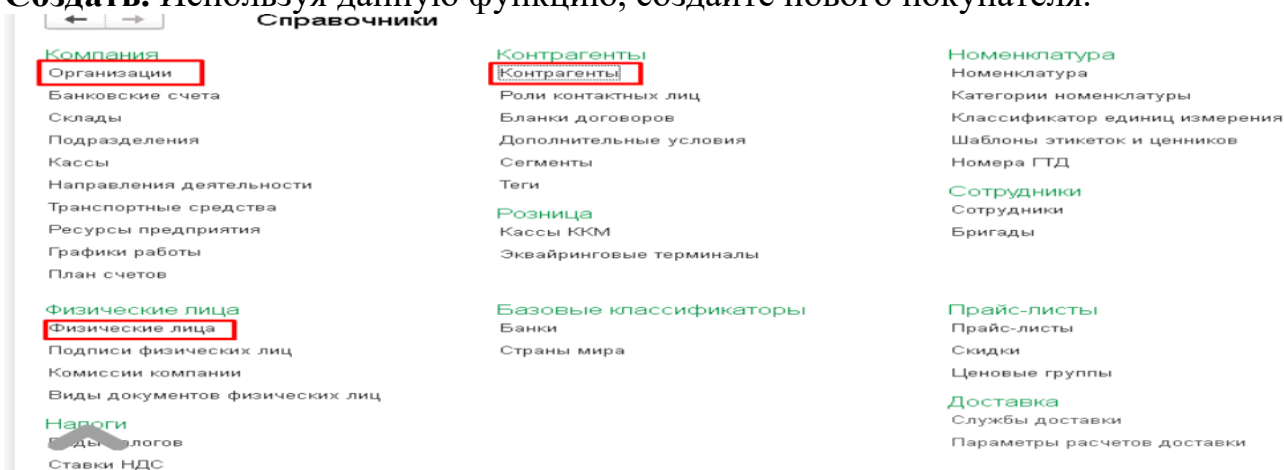 Создать. Используя данную функцию, создайте нового покупателя.
Справочники
Компания
Организации
Банковские счета
Склады
Подразделения
Кассы
Направления деятельности
Транспортные средства
Ресурсы предприятия
Графики работы
План счетов
Контрагенты
Контрагенты
Роли контактных лиц
Бланки договоров
Дополнительные условия
Сегменты
Теги
Розница
Кассы ККМ
Эквайринговые терминалы
Номенклатура
Номенклатура
Категории номенклатуры
Классификатор единиц измерения
Шаблоны этикеток и ценников
Номера ГТД
Сотрудники
Сотрудники
Бригады
Физические лица
Физические лица
Подписи физических лиц
Комиссии компании
Виды документов физических лиц
Налоги
Виды налогов
Ставки НДС
Базовые классификаторы
Банки
Страны мира
Прайс-листы
Прайс-листы
Скидки
Ценовые группы
Доставка
Службы доставки
Параметры расчетов доставки